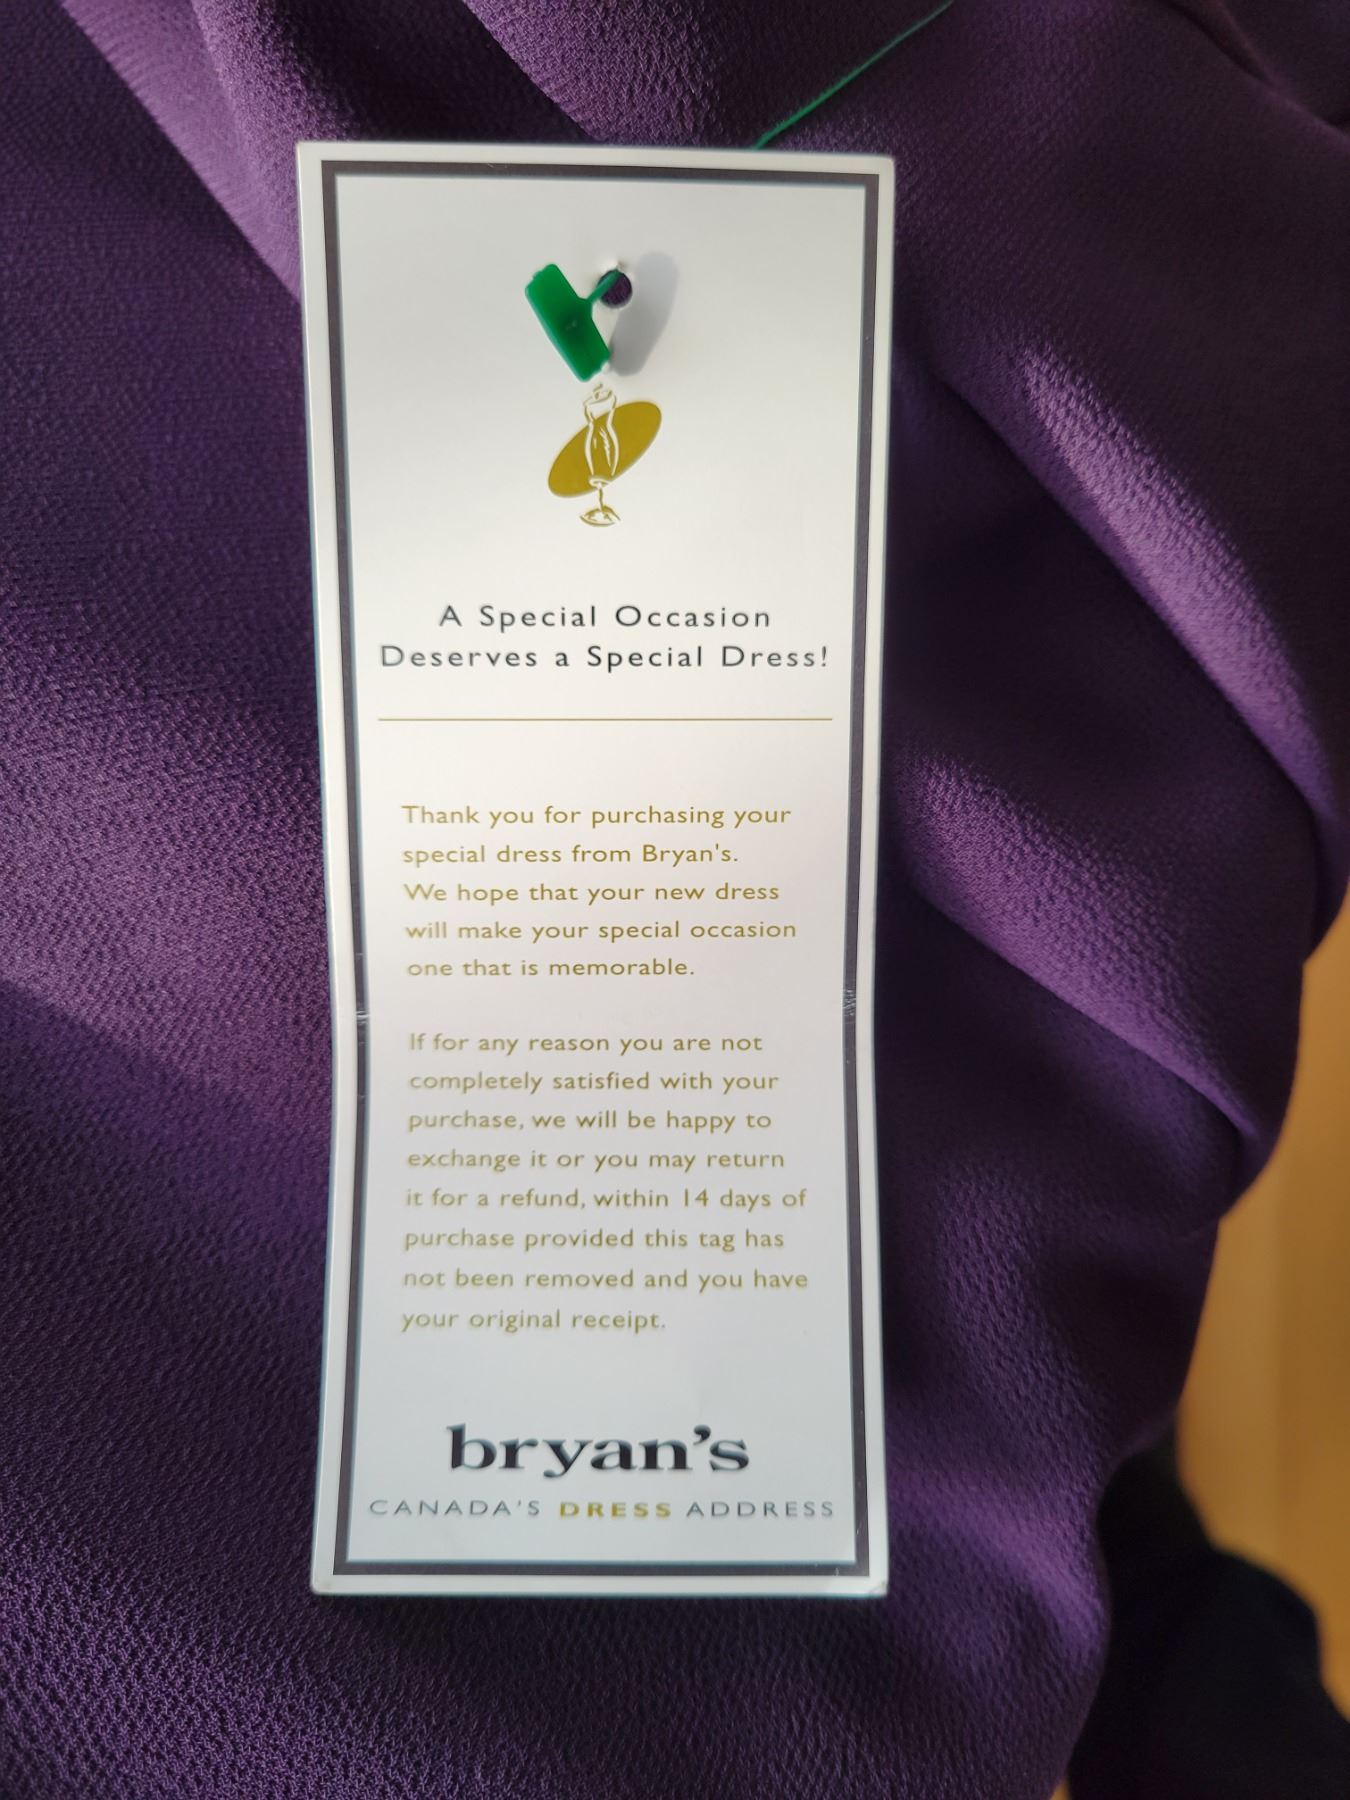 A Special Occasion
Deserves a Special Dress!
Thank you for purchasing your
special dress from Bryan's.
We hope that your new dress
will make your special occasion
one that is memorable.
If for any reason you are not
completely satisfied with your
purchase, we will be happy to
exchange it or you may return
it for a refund, within 14 days of
purchase provided this tag has
not been removed and you have
your original receipt.
bryan's
CANADA'S DRESS ADDRESS